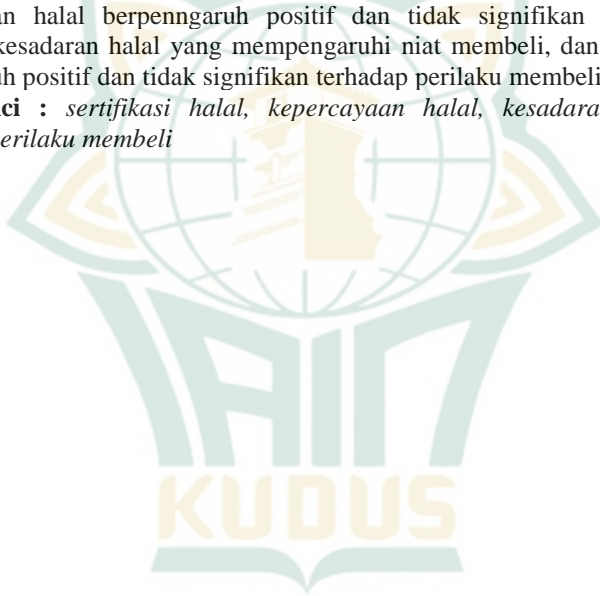 an halal berpenngaruh positif dan tidak signifikan
kesadaran halal yang mempengaruhi niat membeli, dan
uh positif dan tidak signifikan terhadap perilaku membeli
ci : sertifikasi halal, kepercayaan halal, kesadara
erilaku membeli
IAIN
KUDUS